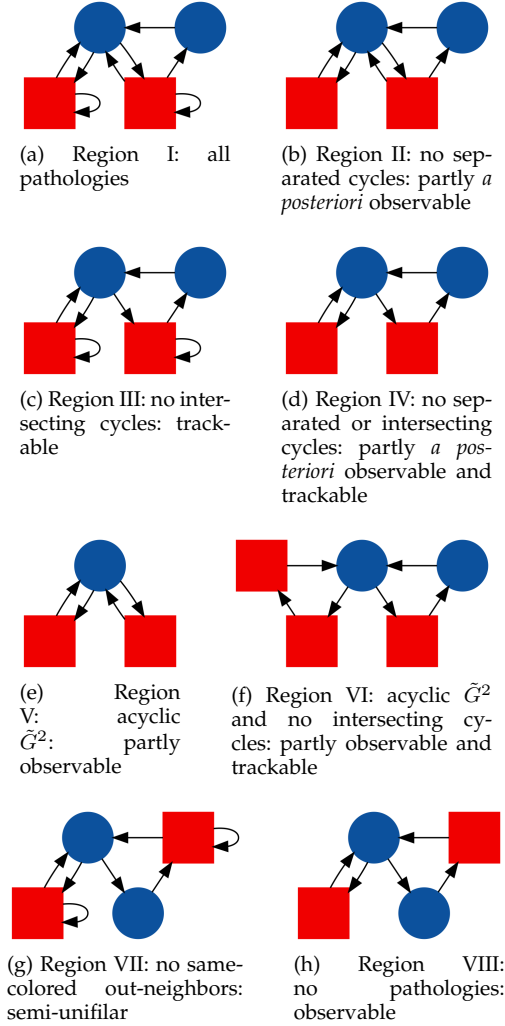 (a) Region I: all
pathologies
(b) Region II: no sep-
arated cycles: partly a
posteriori observable
(c) Region III: no inter-
secting cycles: track-
able
(d) Region IV: no sep-
arated or intersecting
cycles: partly a pos-
teriori observable and
trackable
(e) Region
V: acyclic
G̃²: partly
observable
(f) Region VI: acyclic G̃²
and no intersecting cy-
cles: partly observable and
trackable
(g) Region VII: no same-
colored out-neighbors:
semi-unifilar
(h) Region VIII:
no pathologies:
observable